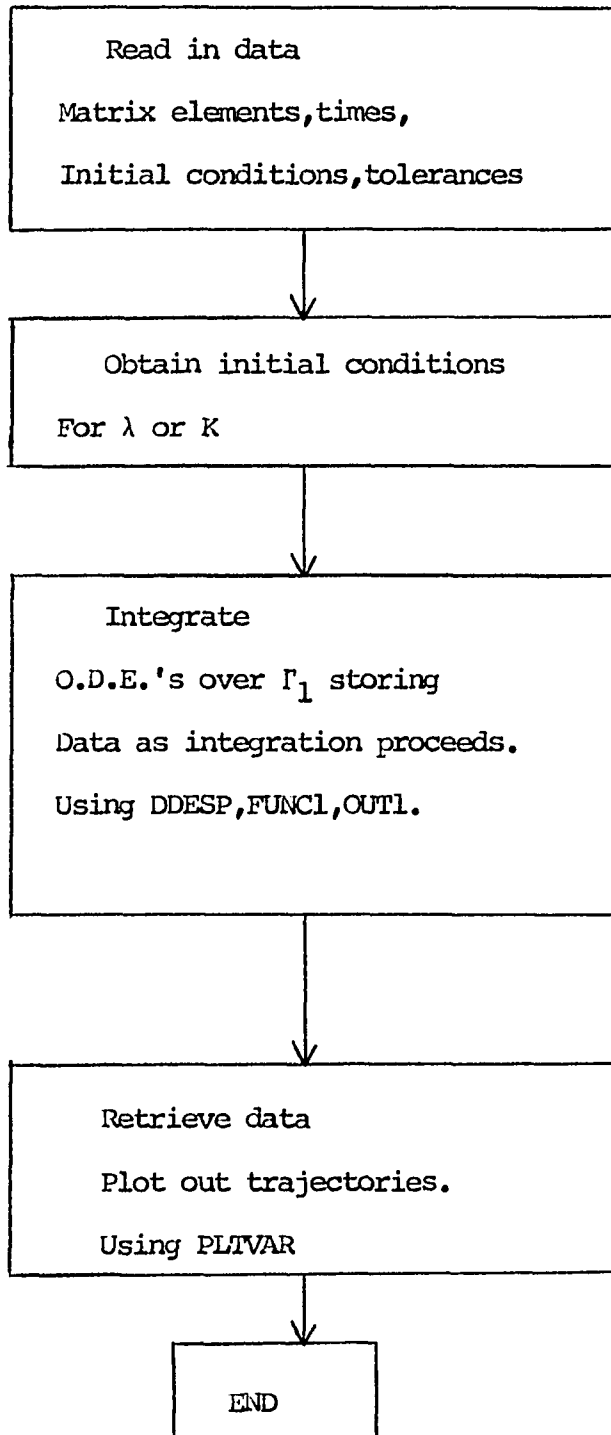 Read in data
Matrix elements,times,
Initial conditions,tolerances
Obtain initial conditions
For λ or K
Integrate
O.D.E.'s over Γ₁ storing
Data as integration proceeds.
Using DDESP,FUNC1,OUT1.
Retrieve data
Plot out trajectories.
Using PLTVAR
END